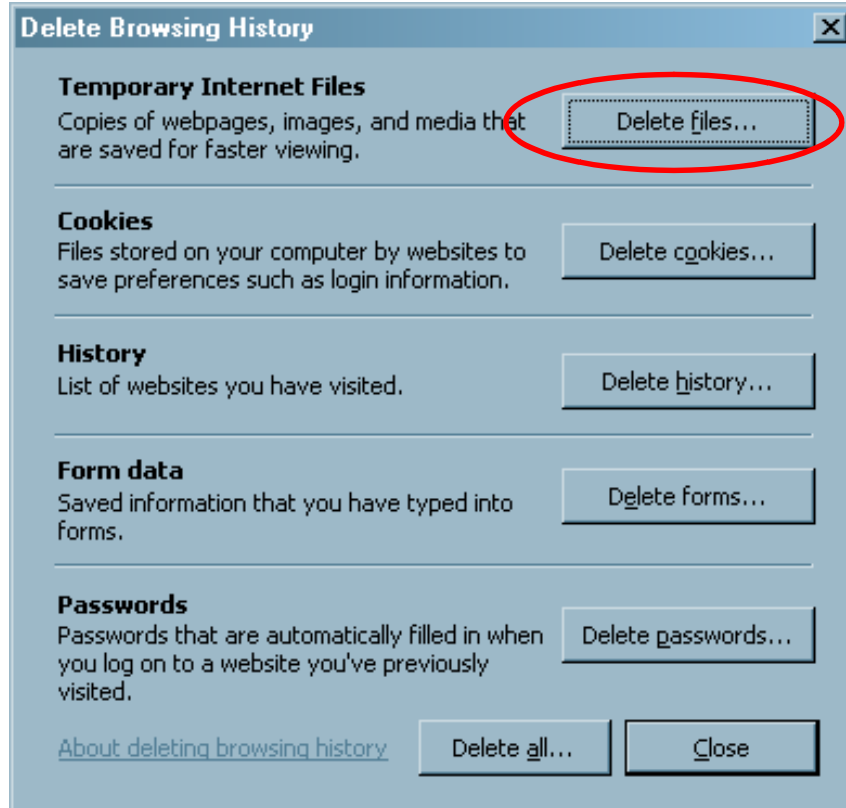 Delete Browsing History
Temporary Internet Files
Copies of webpages, images, and media that
are saved for faster viewing.
Delete files...
Cookies
Files stored on your computer by websites to
save preferences such as login information.
Delete cookies...
History
List of websites you have visited.
Delete history...
Form data
Saved information that you have typed into
forms.
Delete forms...
Passwords
Passwords that are automatically filled in when
you log on to a website you've previously
visited.
Delete passwords...
About deleting browsing history
Delete all...
Close